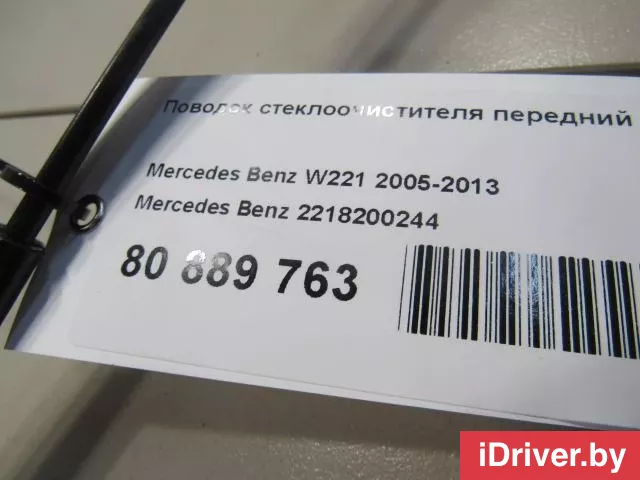 Поводок стеклоочистителя передний
Mercedes Benz W221 2005-2013
Mercedes Benz 2218200244
80 889 763
iDriver.by